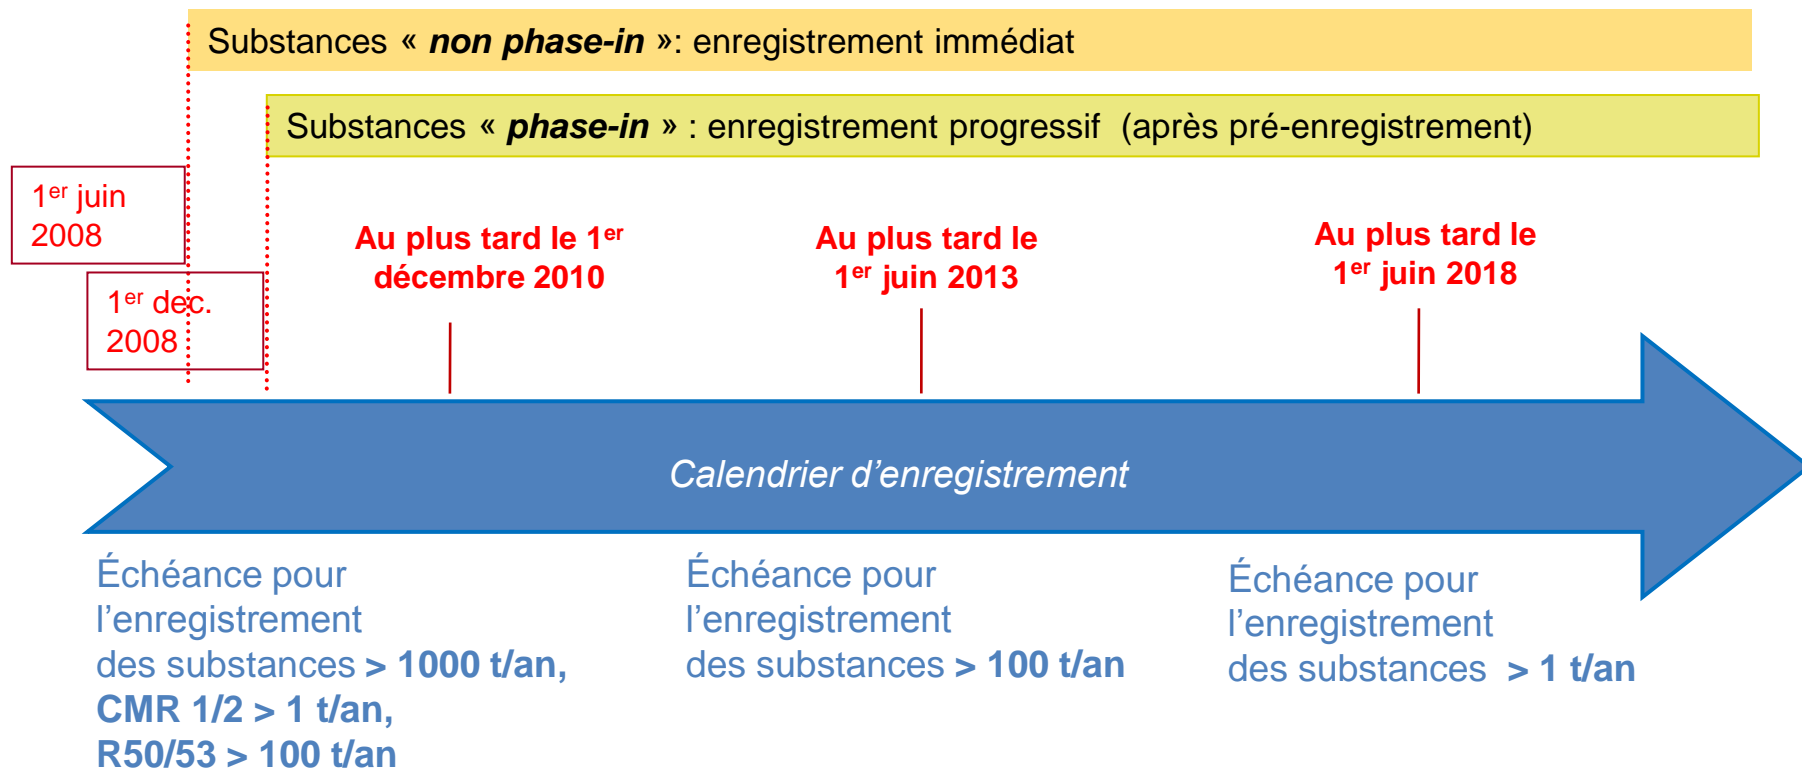 Substances « non phase-in »: enregistrement immédiat
Substances « phase-in » : enregistrement progressif (après pré-enregistrement)
1er juin
2008
1er dec.
2008
Au plus tard le 1er
décembre 2010
Au plus tard le
1er juin 2013
Au plus tard le
1er juin 2018
Calendrier d’enregistrement
Échéance pour
l’enregistrement
des substances > 1000 t/an,
CMR 1/2 > 1 t/an,
R50/53 > 100 t/an
Échéance pour
l’enregistrement
des substances > 100 t/an
Échéance pour
l’enregistrement
des substances > 1 t/an